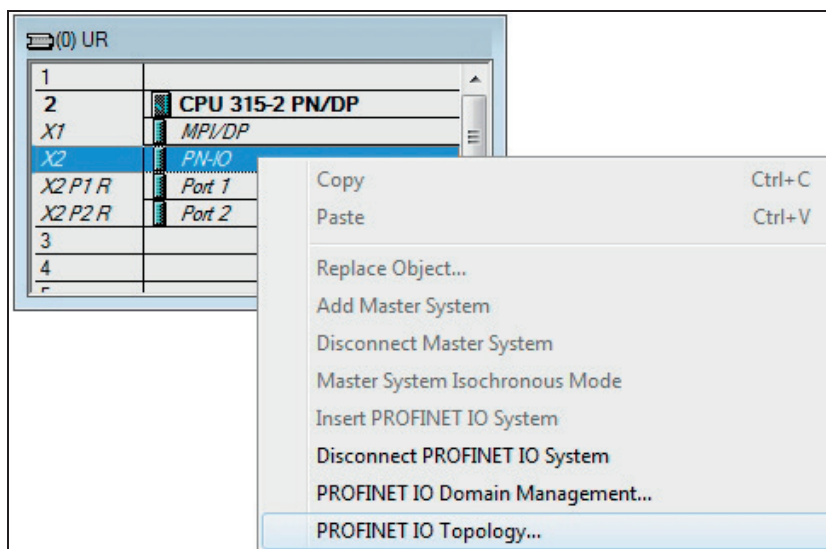 (0) UR
1
2 CPU 315-2 PN/DP
X1 MPI/DP
X2 PN-IO
X2 P1 R Port 1
X2 P2 R Port 2
3
4
Copy Ctrl+C
Paste Ctrl+V
Replace Object...
Add Master System
Disconnect Master System
Master System Isochronous Mode
Insert PROFINET IO System
Disconnect PROFINET IO System
PROFINET IO Domain Management...
PROFINET IO Topology...